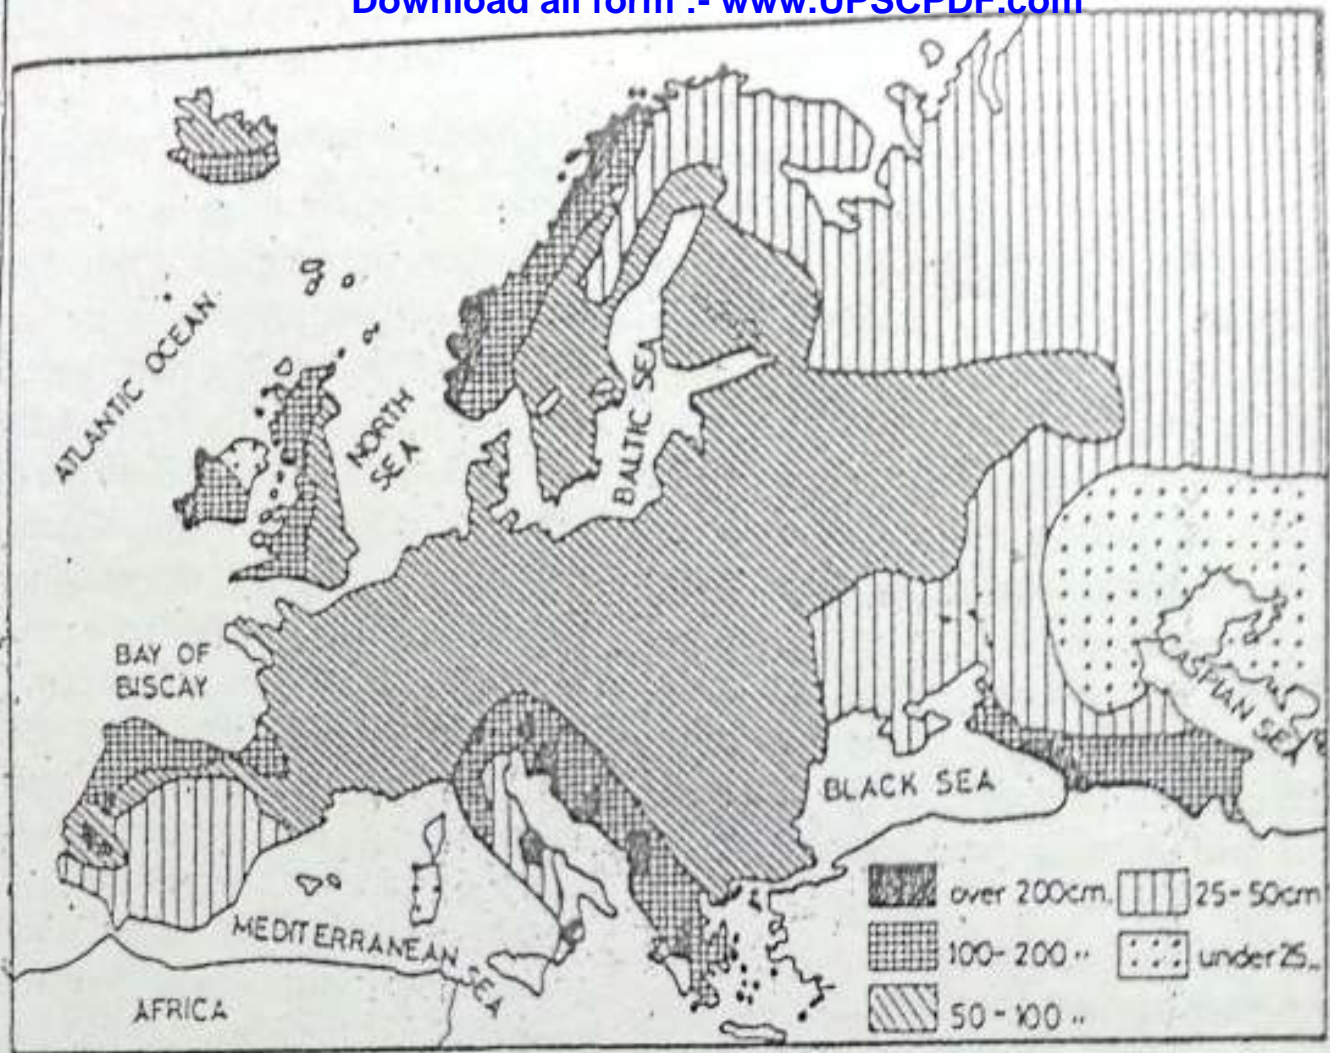 Download all form :- www.UPSCPDF.com
ATLANTIC OCEAN
NORTH
SEA
BALTIC SEA
BAY OF
BISCAY
CASPIAN SEA
BLACK SEA
MEDITERRANEAN SEA
AFRICA
over 200cm.
25-50cm
100-200 "
under 25 "
50-100 "